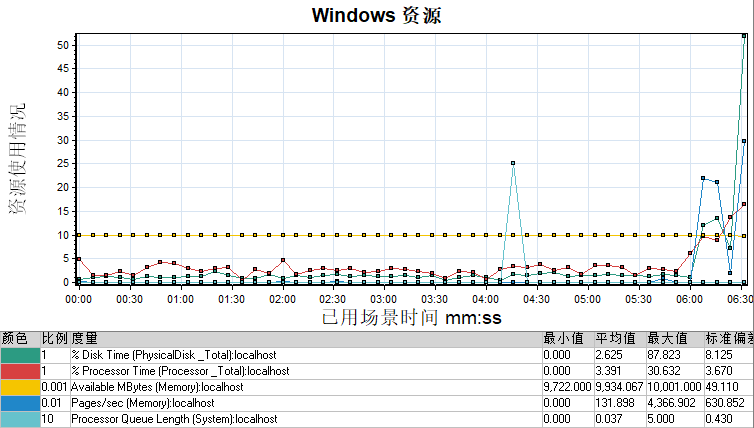 Windows 资源
资源使用情况
50
45
40
35
30
25
20
15
10
5
0
00:00 00:30 01:00 01:30 02:00 02:30 03:00 03:30 04:00 04:30 05:00 05:30 06:00 06:30
已用场景时间 mm:ss
颜色 比例 度量 最小值 平均值 最大值 标准偏差
1 % Disk Time (PhysicalDisk _Total):localhost 0.000 2.625 87.823 8.125
1 % Processor Time (Processor _Total):localhost 0.000 3.391 30.632 3.670
0.001 Available MBytes (Memory):localhost 9,722.000 9,934.067 10,001.000 49.110
0.01 Pages/sec (Memory):localhost 0.000 131.898 4,366.902 630.852
10 Processor Queue Length (System):localhost 0.000 0.037 5.000 0.430